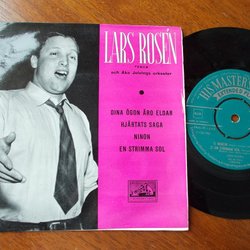 LARS ROSÉN
TENOR
och Åke Jelvings orkester
DINA ÖGON ÄRO ELDAR
HJÄRTATS SAGA
NINON
EN STRIMMA SOL
HIS MASTER'S
EXTENDED